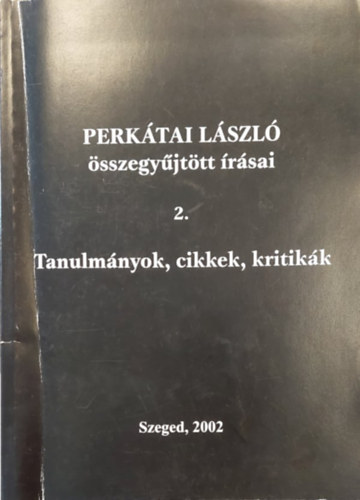 PERKÁTAI LÁSZLÓ
összegyűjtött írásai
2.
Tanulmányok, cikkek, kritikák
Szeged, 2002